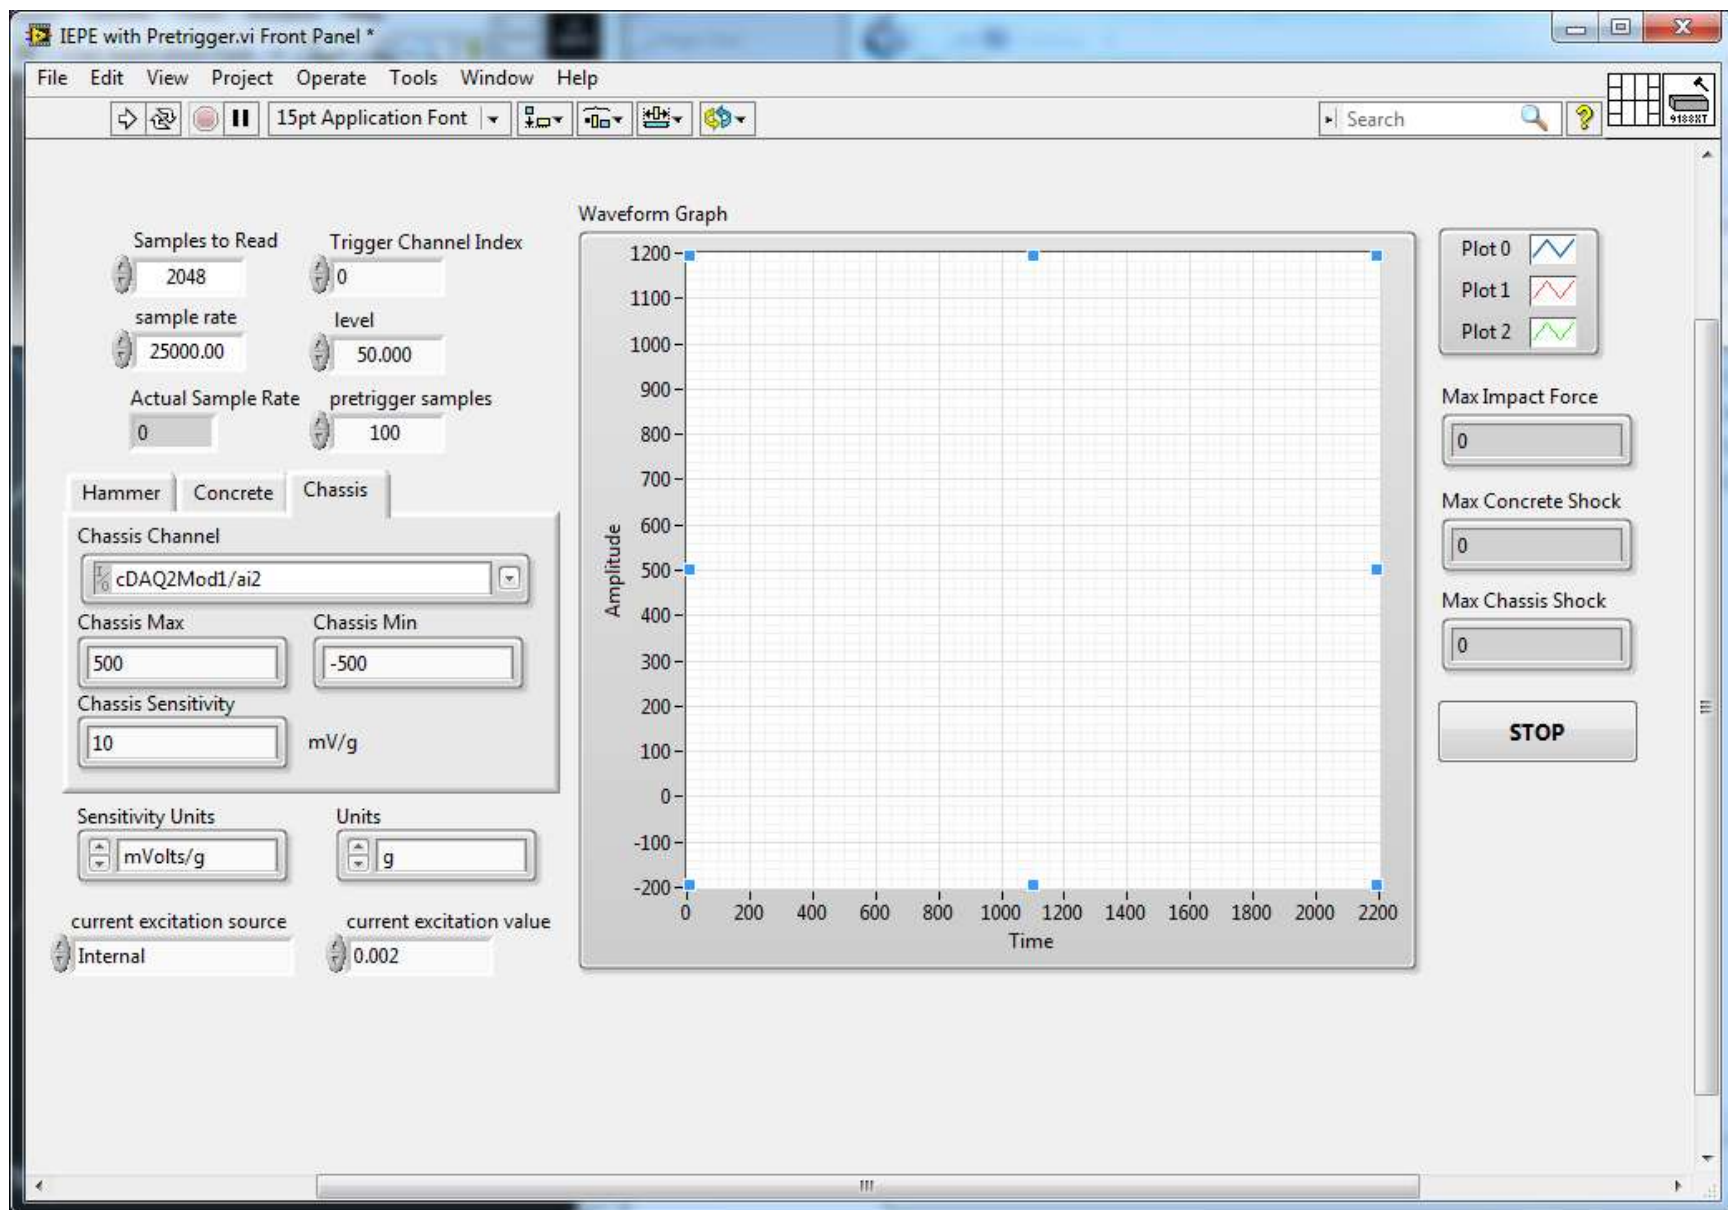 IEPE with Pretrigger.vi Front Panel *
File Edit View Project Operate Tools Window Help
15pt Application Font
Search
?
9188XT
Samples to Read
2048
Trigger Channel Index
0
sample rate
25000.00
level
50.000
Actual Sample Rate
0
pretrigger samples
100
Hammer Concrete Chassis
Chassis Channel
I/O cDAQ2Mod1/ai2
Chassis Max
500
Chassis Min
-500
Chassis Sensitivity
10 mV/g
Sensitivity Units
mVolts/g
Units
g
current excitation source
Internal
current excitation value
0.002
Waveform Graph
1200
1100
1000
900
800
700
600
500
400
300
200
100
0
-100
-200
Amplitude
0 200 400 600 800 1000 1200 1400 1600 1800 2000 2200
Time
Plot 0
Plot 1
Plot 2
Max Impact Force
0
Max Concrete Shock
0
Max Chassis Shock
0
STOP